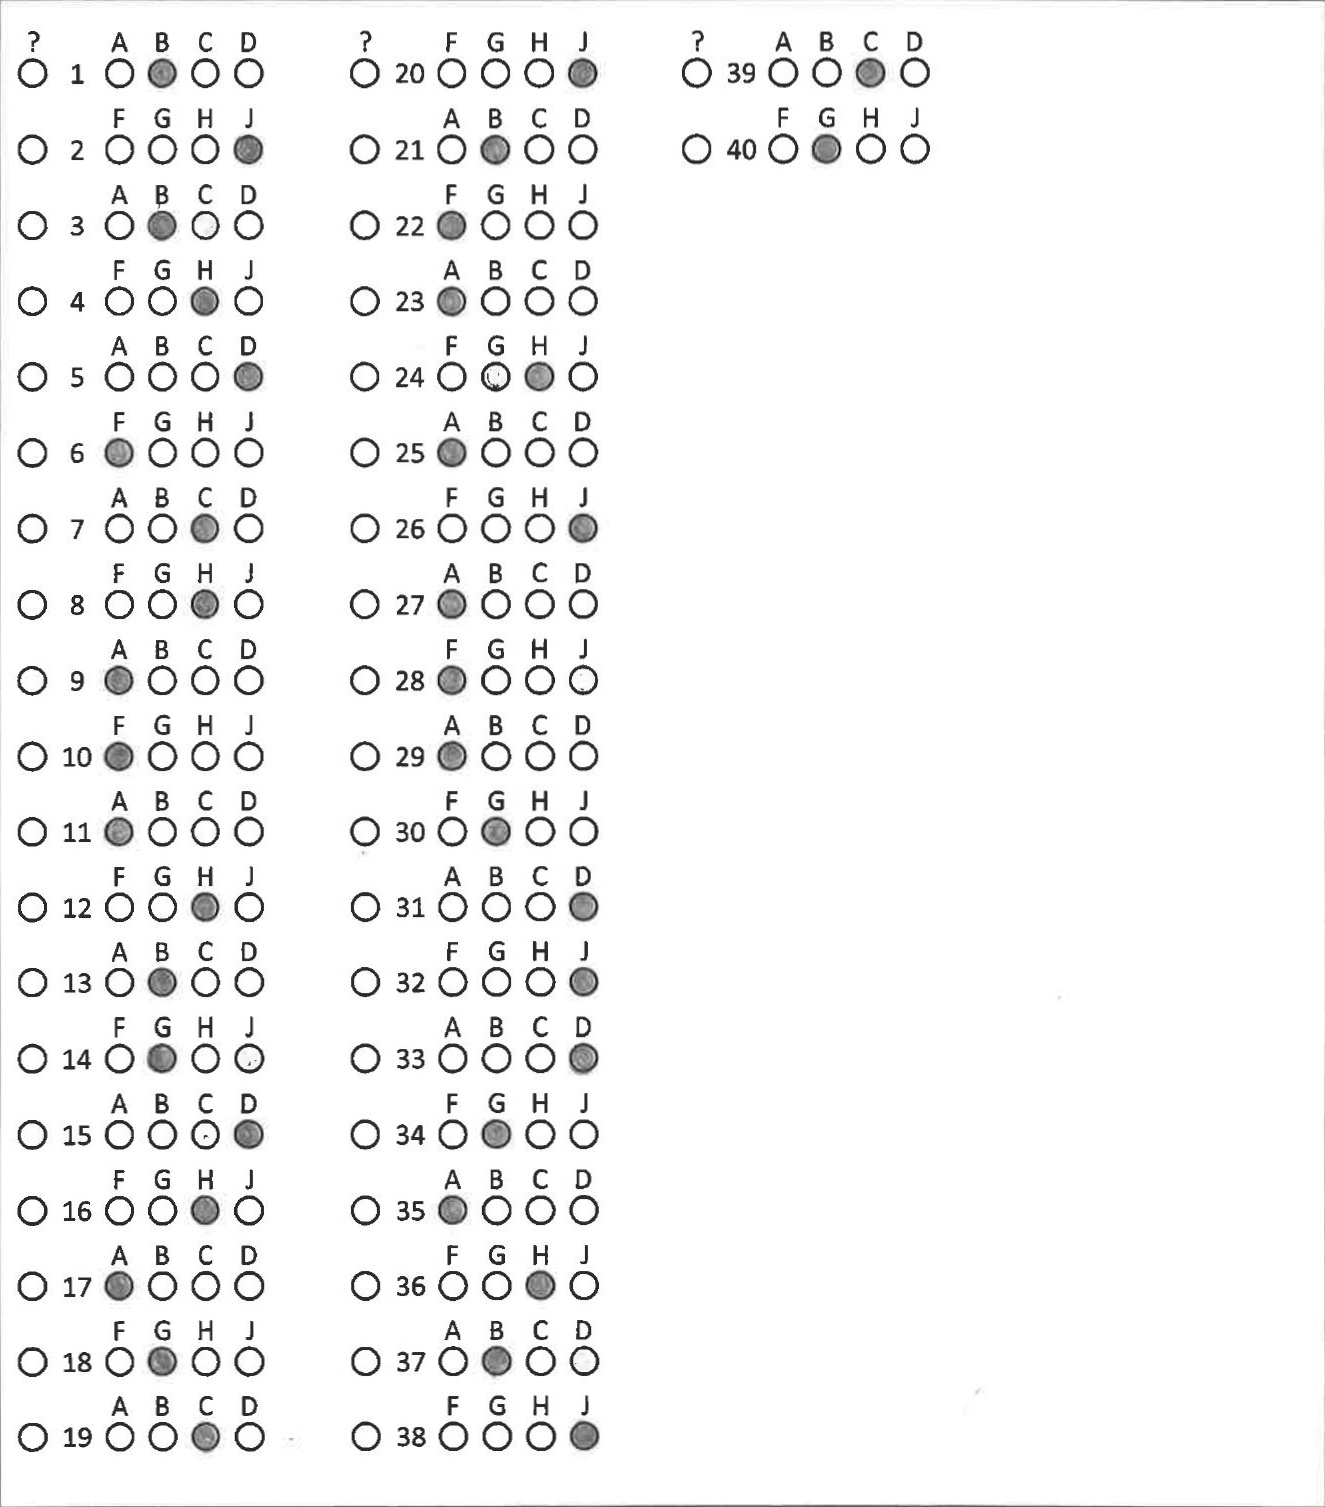 ? A B C D
1
F G H J
2
A B C D
3
F G H J
4
A B C D
5
F G H J
6
A B C D
7
F G H J
8
A B C D
9
F G H J
10
A B C D
11
F G H J
12
A B C D
13
F G H J
14
A B C D
15
F G H J
16
A B C D
17
F G H J
18
A B C D
19
? F G H J
20
A B C D
21
F G H J
22
A B C D
23
F G H J
24
A B C D
25
F G H J
26
A B C D
27
F G H J
28
A B C D
29
F G H J
30
A B C D
31
F G H J
32
A B C D
33
F G H J
34
A B C D
35
F G H J
36
A B C D
37
F G H J
38
? A B C D
39
F G H J
40